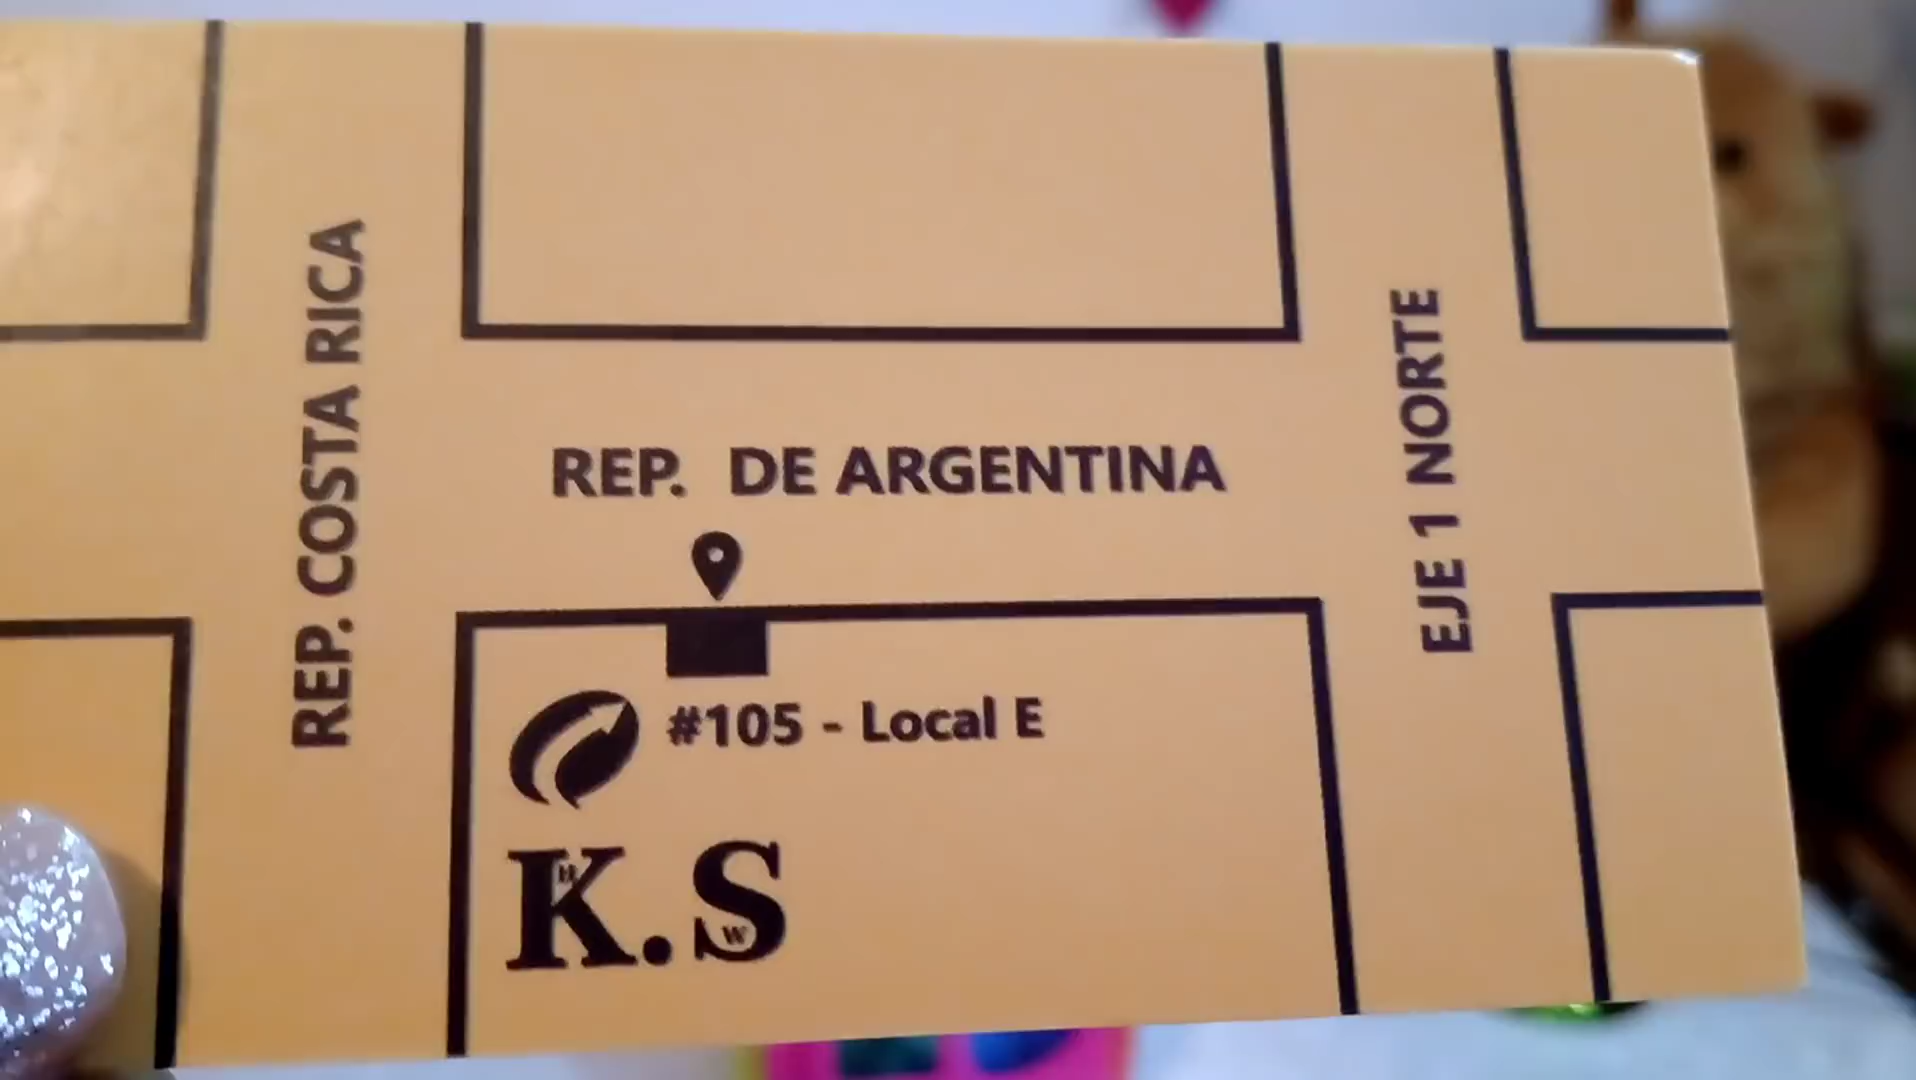 REP. COSTA RICA
REP. DE ARGENTINA
EJE 1 NORTE
#105 - Local E
K.S
W